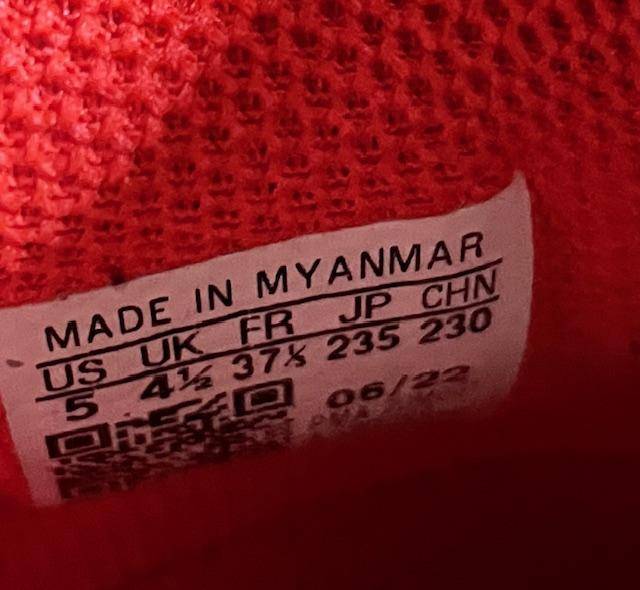 MADE IN MYANMAR
US UK FR JP CHN
5 4½ 37⅓ 235 230
06/22